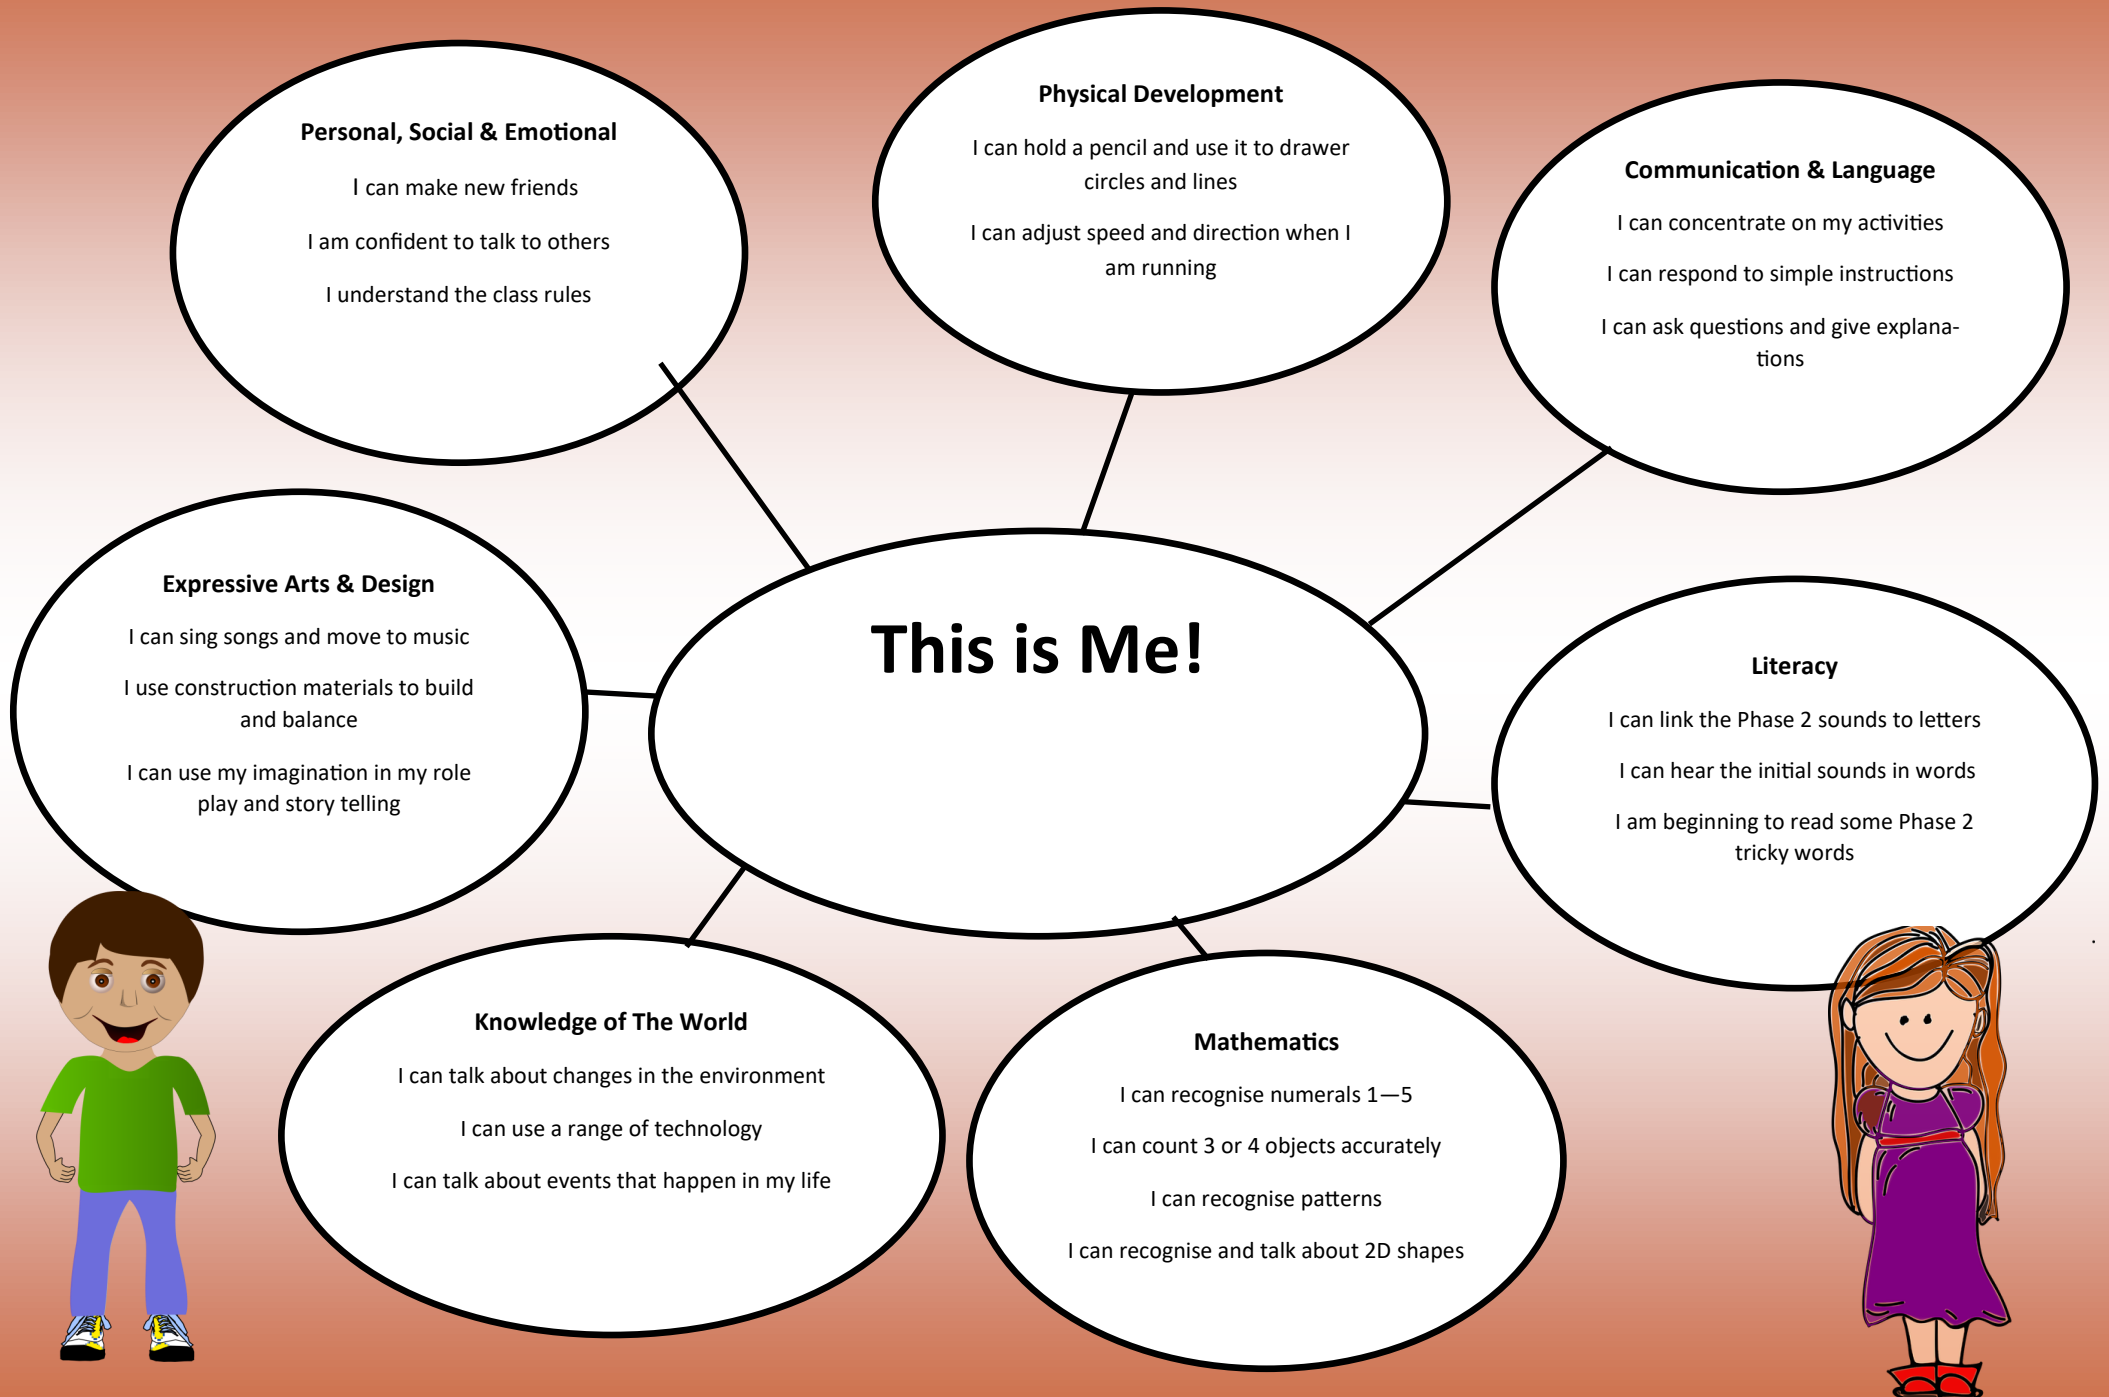 Personal, Social & Emotional
I can make new friends
I am confident to talk to others
I understand the class rules
Physical Development
I can hold a pencil and use it to drawer
circles and lines
I can adjust speed and direction when I
am running
Communication & Language
I can concentrate on my activities
I can respond to simple instructions
I can ask questions and give explana-
tions
Expressive Arts & Design
I can sing songs and move to music
I use construction materials to build
and balance
I can use my imagination in my role
play and story telling
This is Me!
Literacy
I can link the Phase 2 sounds to letters
I can hear the initial sounds in words
I am beginning to read some Phase 2
tricky words
Knowledge of The World
I can talk about changes in the environment
I can use a range of technology
I can talk about events that happen in my life
Mathematics
I can recognise numerals 1—5
I can count 3 or 4 objects accurately
I can recognise patterns
I can recognise and talk about 2D shapes